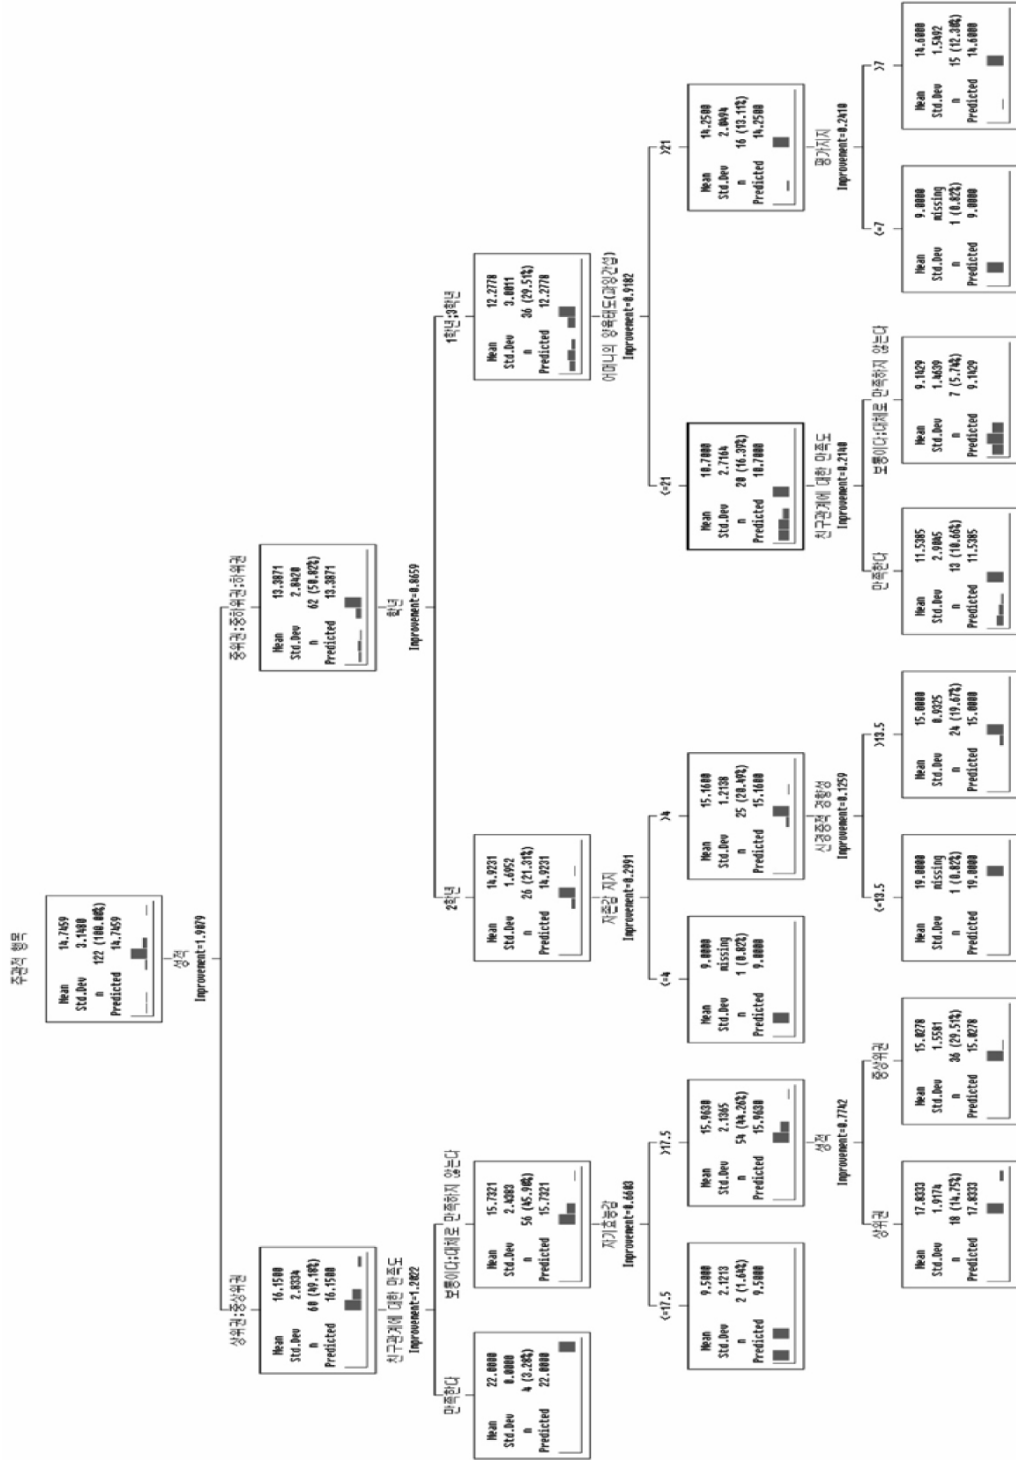 주관적 행복
Mean 14.7459
Std.Dev 3.1480
n 122 (100.00%)
Predicted 14.7459
성적
Improvement=1.9079
상위권;중상위권
Mean 16.1500
Std.Dev 2.8334
n 60 (49.18%)
Predicted 16.1500
친구관계에 대한 만족도
Improvement=1.2022
중위권;중하위권;하위권
Mean 13.3871
Std.Dev 2.8420
n 62 (50.82%)
Predicted 13.3871
학년
Improvement=0.8659
만족한다
Mean 22.0000
Std.Dev 0.0000
n 4 (3.28%)
Predicted 22.0000
보통이다;대체로 만족하지 않는다
Mean 15.7321
Std.Dev 2.4383
n 56 (45.90%)
Predicted 15.7321
자기효능감
Improvement=0.6603
2학년
Mean 14.9231
Std.Dev 1.6952
n 26 (21.31%)
Predicted 14.9231
자존감 지지
Improvement=0.2991
1학년;3학년
Mean 12.2778
Std.Dev 3.0011
n 36 (29.51%)
Predicted 12.2778
어머니의 양육태도(과잉간섭)
Improvement=0.9182
<=17.5
Mean 9.5000
Std.Dev 2.1213
n 2 (1.64%)
Predicted 9.5000
>17.5
Mean 15.9630
Std.Dev 2.1365
n 54 (44.26%)
Predicted 15.9630
성적
Improvement=0.7742
<=4
Mean 9.0000
Std.Dev missing
n 1 (0.82%)
Predicted 9.0000
>4
Mean 15.1600
Std.Dev 1.2138
n 25 (20.49%)
Predicted 15.1600
신경증적 경향성
Improvement=0.1259
<=21
Mean 10.7000
Std.Dev 2.7164
n 20 (16.39%)
Predicted 10.7000
친구관계에 대한 만족도
Improvement=0.2140
>21
Mean 14.2500
Std.Dev 2.0494
n 16 (13.11%)
Predicted 14.2500
평가지지
Improvement=0.2410
상위권
Mean 17.8333
Std.Dev 1.9174
n 18 (14.75%)
Predicted 17.8333
중상위권
Mean 15.0278
Std.Dev 1.5581
n 36 (29.51%)
Predicted 15.0278
<=13.5
Mean 19.0000
Std.Dev missing
n 1 (0.82%)
Predicted 19.0000
>13.5
Mean 15.0000
Std.Dev 0.9325
n 24 (19.67%)
Predicted 15.0000
만족한다
Mean 11.5385
Std.Dev 2.9045
n 13 (10.66%)
Predicted 11.5385
보통이다;대체로 만족하지 않는다
Mean 9.1429
Std.Dev 1.4639
n 7 (5.74%)
Predicted 9.1429
<=7
Mean 9.0000
Std.Dev missing
n 1 (0.82%)
Predicted 9.0000
>7
Mean 14.6000
Std.Dev 1.5492
n 15 (12.30%)
Predicted 14.6000